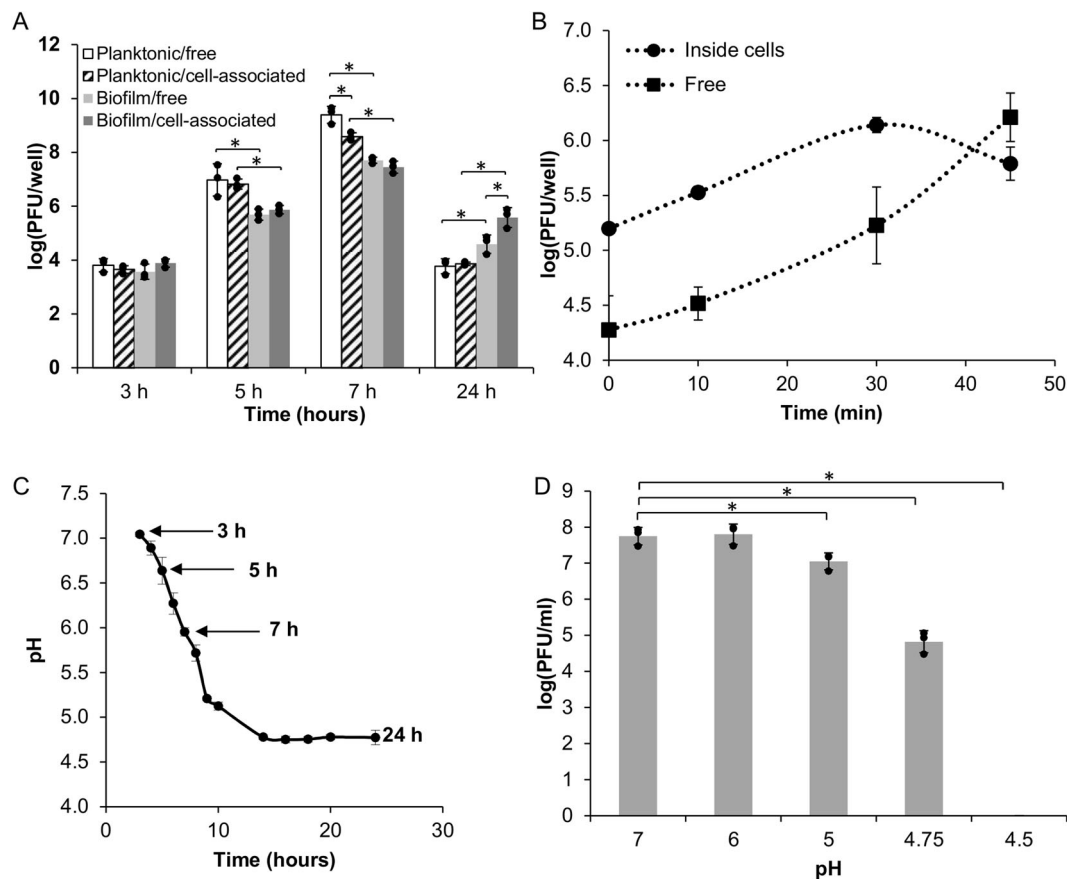 A
12
10
8
6
4
2
0
log(PFU/well)
Planktonic/free
Planktonic/cell-associated
Biofilm/free
Biofilm/cell-associated
*
*
*
*
*
*
*
*
3 h
5 h
7 h
24 h
Time (hours)
B
7.0
6.5
6.0
5.5
5.0
4.5
4.0
log(PFU/well)
Inside cells
Free
0
10
20
30
40
50
Time (min)
C
7.5
7.0
6.5
6.0
5.5
5.0
4.5
4.0
pH
3 h
5 h
7 h
24 h
0
10
20
30
Time (hours)
D
9
8
7
6
5
4
3
2
1
0
log(PFU/ml)
*
*
*
7
6
5
4.75
4.5
pH